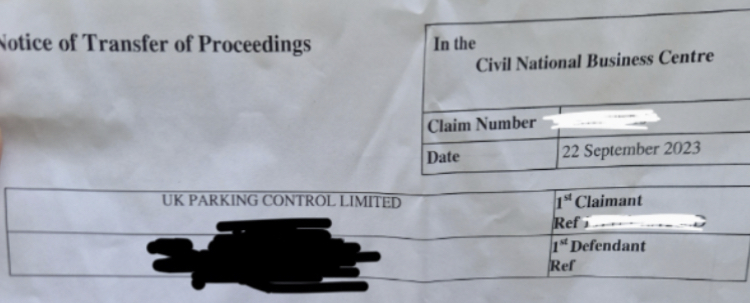 Notice of Transfer of Proceedings
In the
Civil National Business Centre
Claim Number
Date 22 September 2023
UK PARKING CONTROL LIMITED
1st Claimant
Ref
1st Defendant
Ref